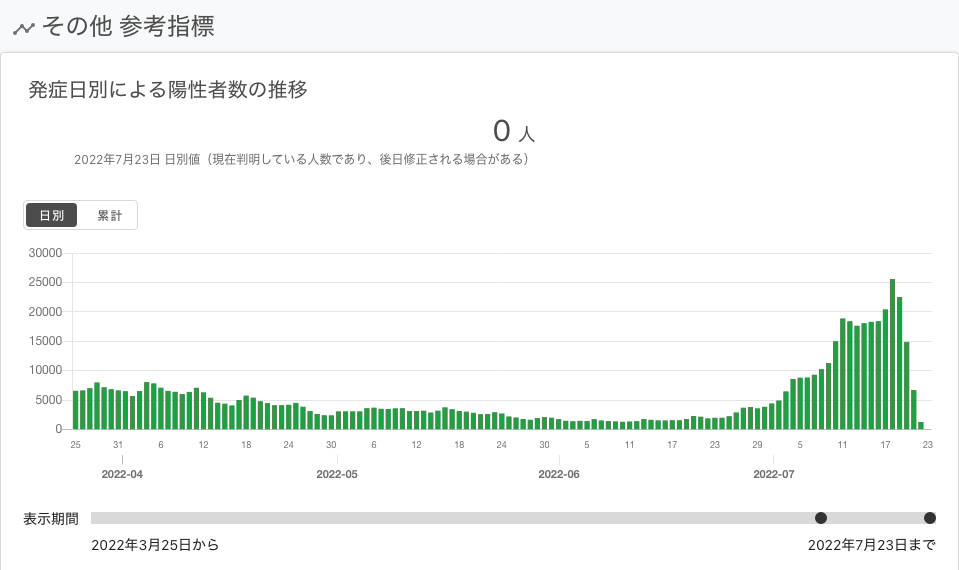 その他 参考指標
発症日別による陽性者数の推移
0 人
2022年7月23日 日別値（現在判明している人数であり、後日修正される場合がある）
日別 累計
30000
25000
20000
15000
10000
5000
0
25 31 6 12 18 24 30 6 12 18 24 30 5 11 17 23 29 5 11 17 23
2022-04 2022-05 2022-06 2022-07
表示期間
2022年3月25日から 2022年7月23日まで